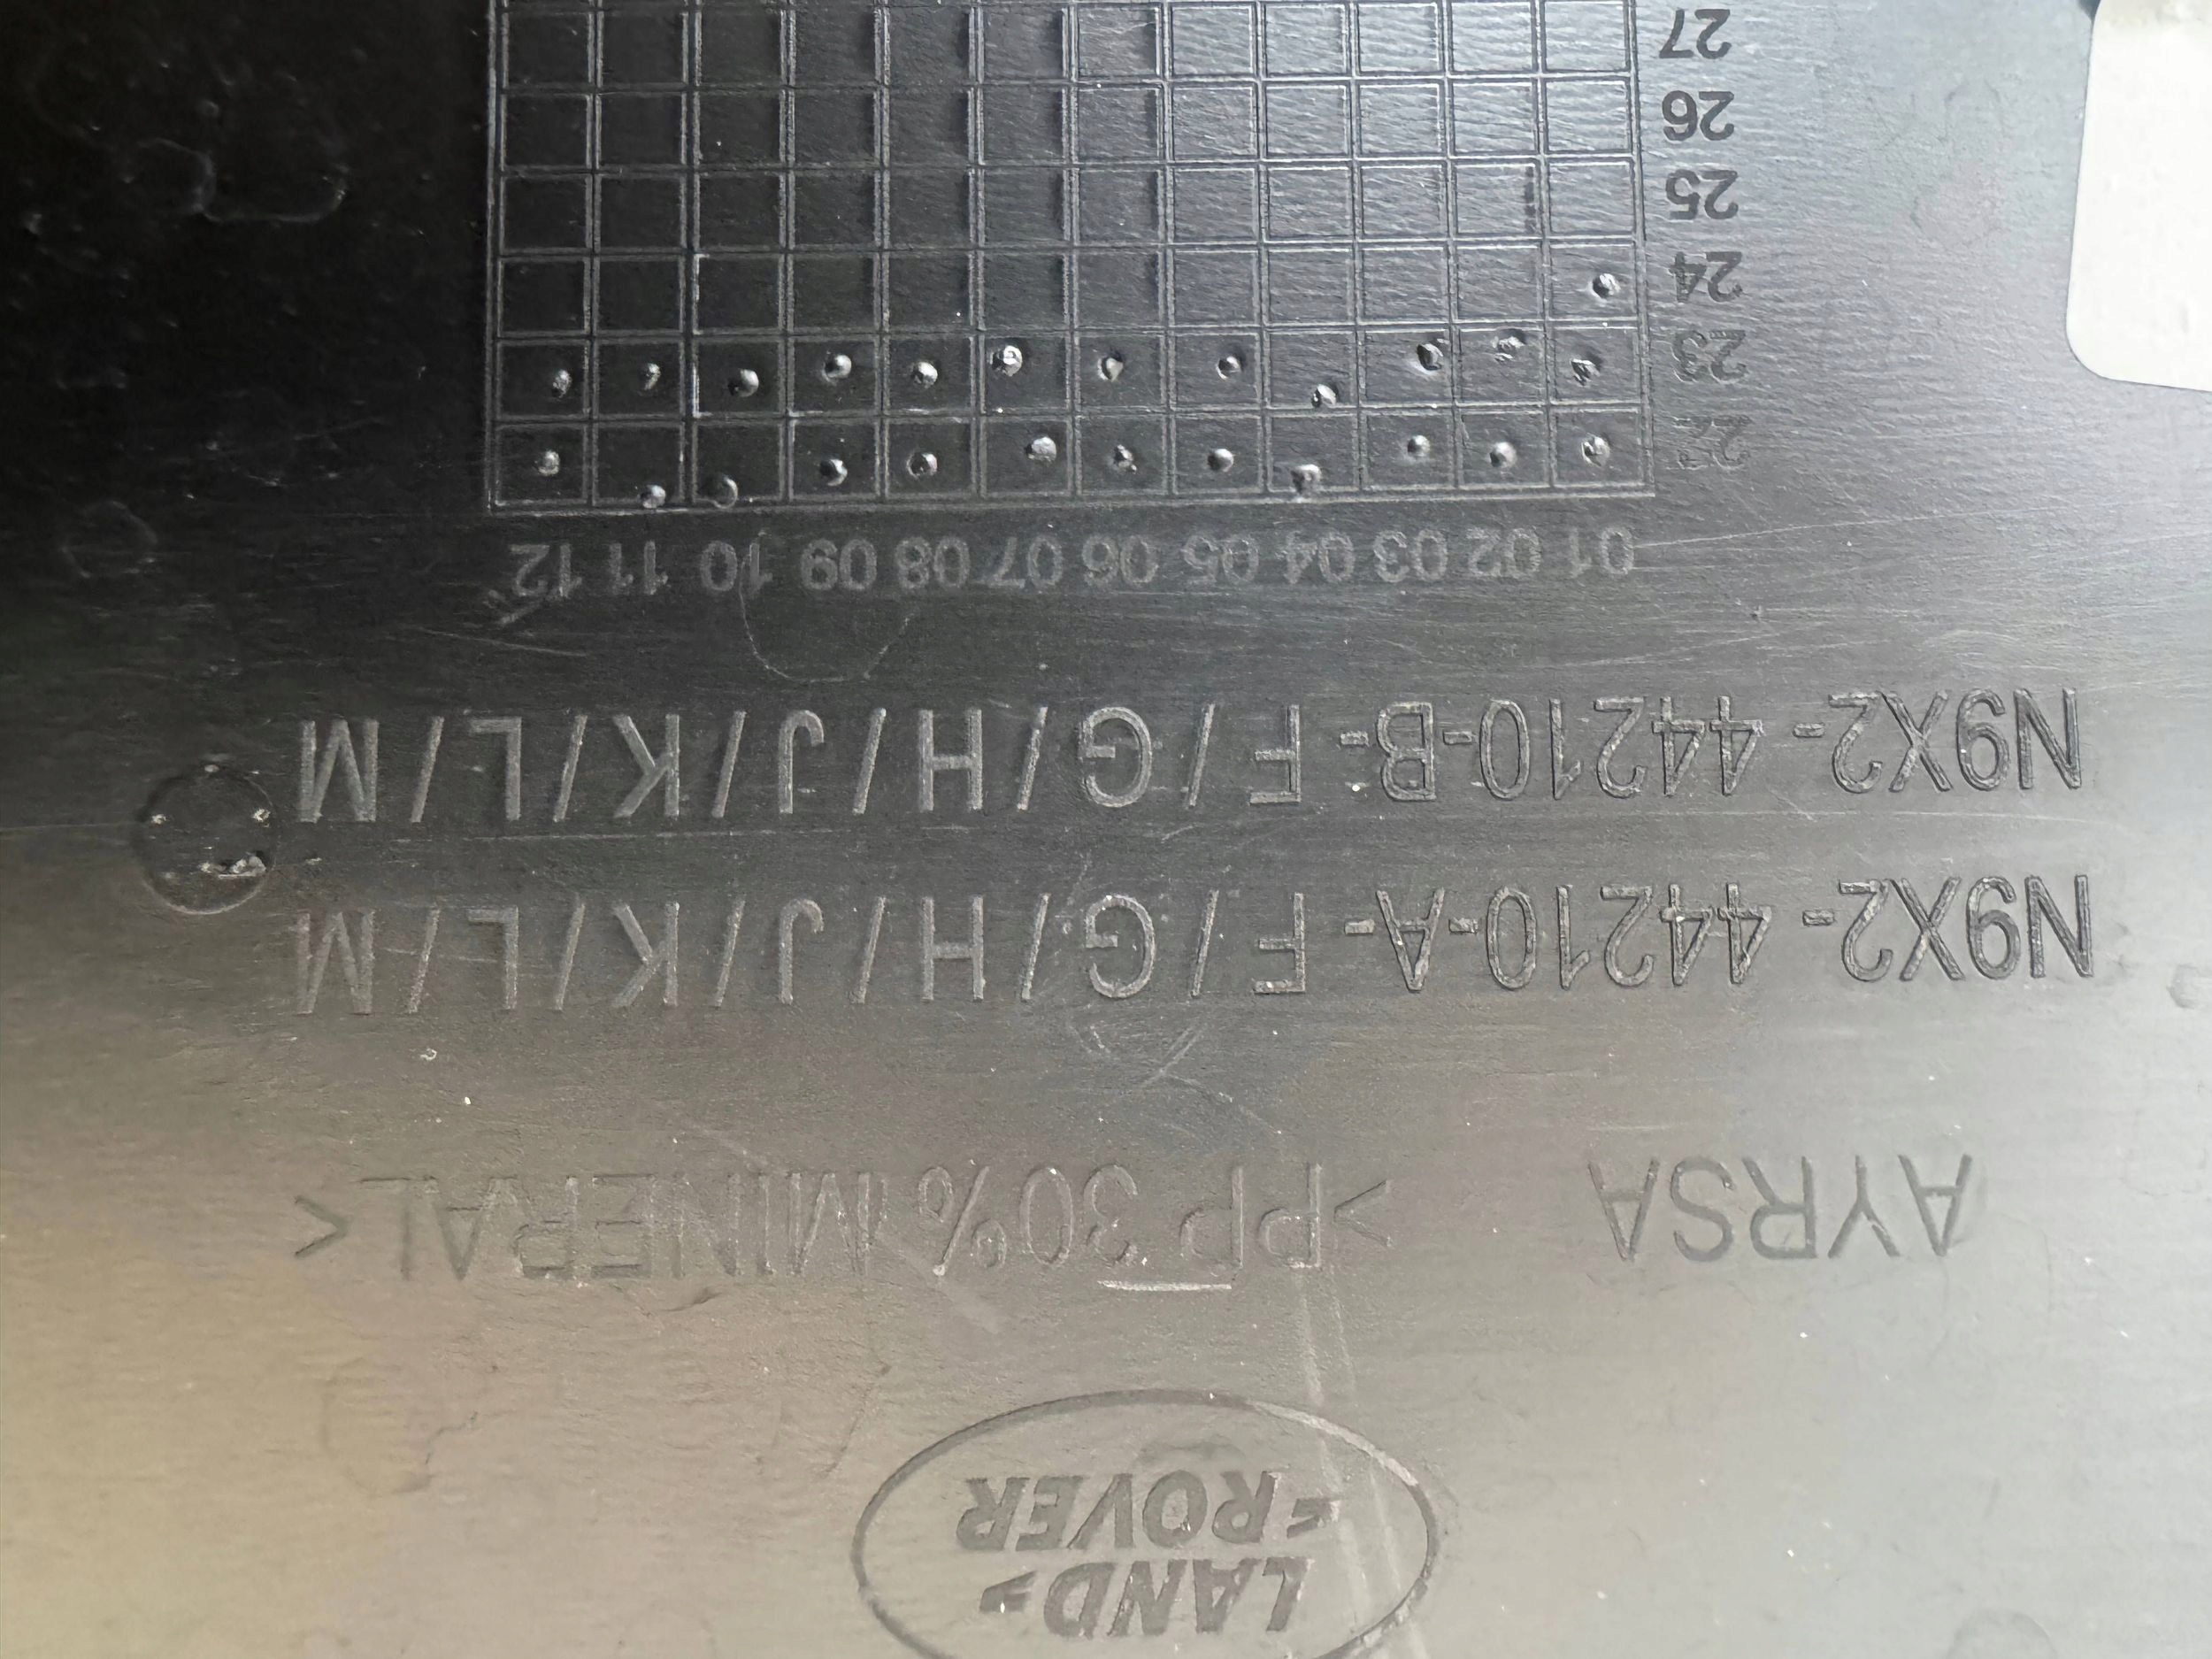 LAND
ROVER
AYRSA >PP 30% MINERAL<
N9X2- 44210-A- F/G/H/J/K/L/M
N9X2- 44210-B- F/G/H/J/K/L/M
01 02 03 04 05 06 07 08 09 10 11 12
22
23
24
25
26
27